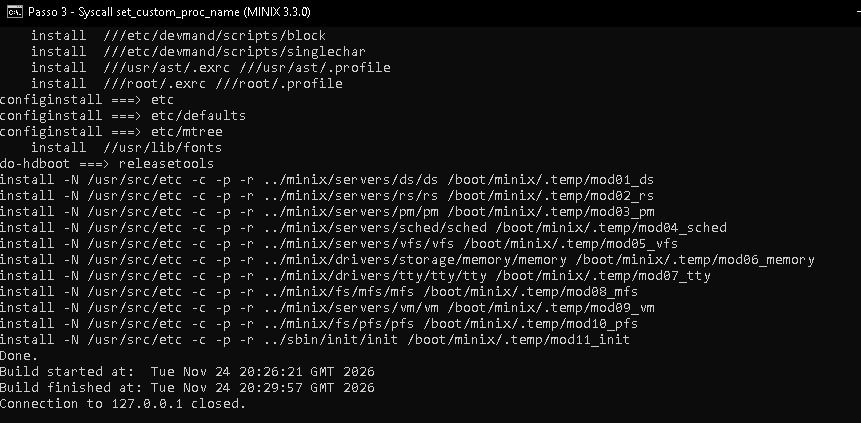 Passo 3 - Syscall set_custom_proc_name (MINIX 3.3.0)
install ///etc/devmand/scripts/block
install ///etc/devmand/scripts/singlechar
install ///usr/ast/.exrc ///usr/ast/.profile
install ///root/.exrc ///root/.profile
configinstall ===> etc
configinstall ===> etc/defaults
configinstall ===> etc/mtree
install //usr/lib/fonts
do-hdboot ===> releasetools
install -N /usr/src/etc -c -p -r ../minix/servers/ds/ds /boot/minix/.temp/mod01_ds
install -N /usr/src/etc -c -p -r ../minix/servers/rs/rs /boot/minix/.temp/mod02_rs
install -N /usr/src/etc -c -p -r ../minix/servers/pm/pm /boot/minix/.temp/mod03_pm
install -N /usr/src/etc -c -p -r ../minix/servers/sched/sched /boot/minix/.temp/mod04_sched
install -N /usr/src/etc -c -p -r ../minix/servers/vfs/vfs /boot/minix/.temp/mod05_vfs
install -N /usr/src/etc -c -p -r ../minix/drivers/storage/memory/memory /boot/minix/.temp/mod06_memory
install -N /usr/src/etc -c -p -r ../minix/drivers/tty/tty/tty /boot/minix/.temp/mod07_tty
install -N /usr/src/etc -c -p -r ../minix/fs/mfs/mfs /boot/minix/.temp/mod08_mfs
install -N /usr/src/etc -c -p -r ../minix/servers/vm/vm /boot/minix/.temp/mod09_vm
install -N /usr/src/etc -c -p -r ../minix/fs/pfs/pfs /boot/minix/.temp/mod10_pfs
install -N /usr/src/etc -c -p -r ../sbin/init/init /boot/minix/.temp/mod11_init
Done.
Build started at:  Tue Nov 24 20:26:21 GMT 2026
Build finished at: Tue Nov 24 20:29:57 GMT 2026
Connection to 127.0.0.1 closed.